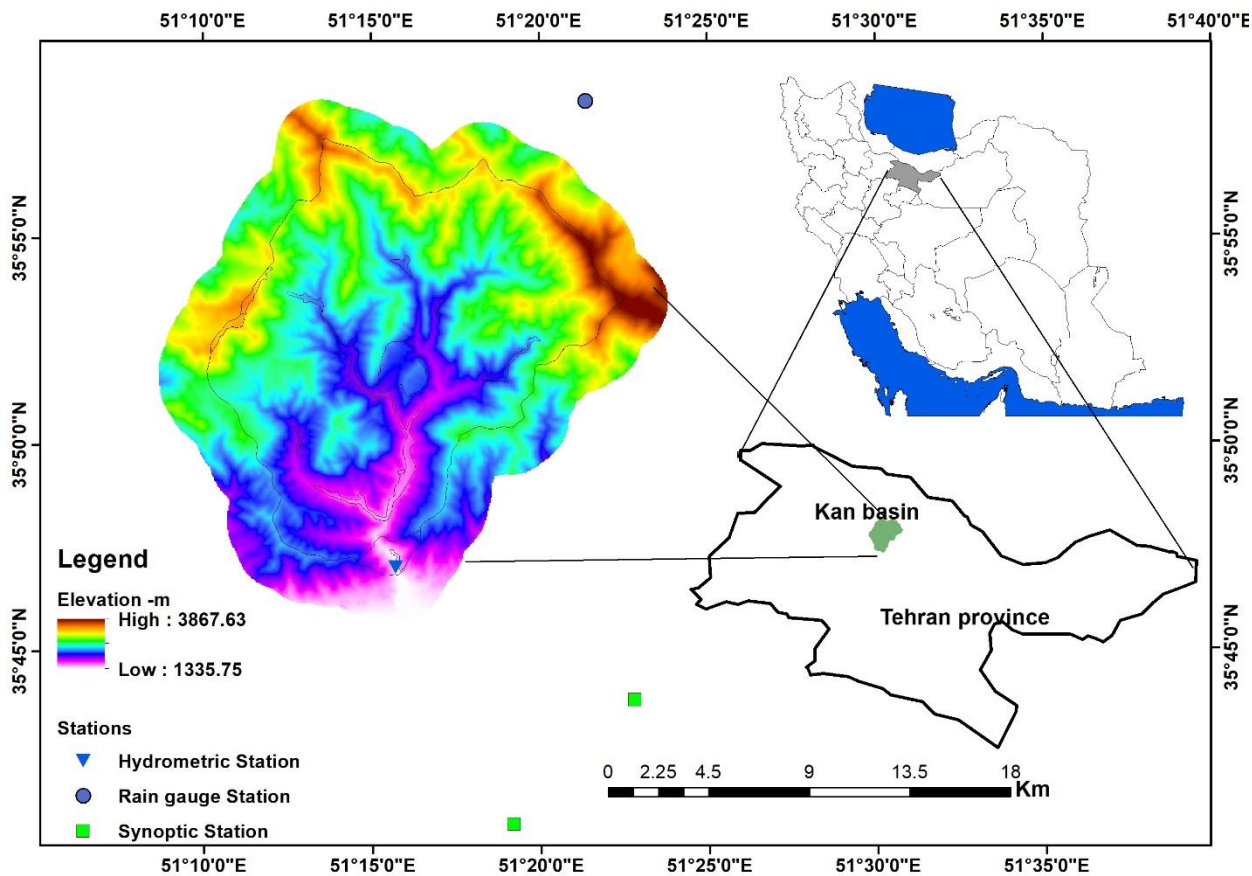 51°10'0"E 51°15'0"E 51°20'0"E 51°25'0"E 51°30'0"E 51°35'0"E 51°40'0"E
35°55'0"N
35°50'0"N
35°45'0"N
35°55'0"N
35°50'0"N
35°45'0"N
Kan basin
Tehran province
Legend
Elevation -m
High : 3867.63
Low : 1335.75
Stations
Hydrometric Station
Rain gauge Station
Synoptic Station
0 2.25 4.5 9 13.5 18
Km
51°10'0"E 51°15'0"E 51°20'0"E 51°25'0"E 51°30'0"E 51°35'0"E